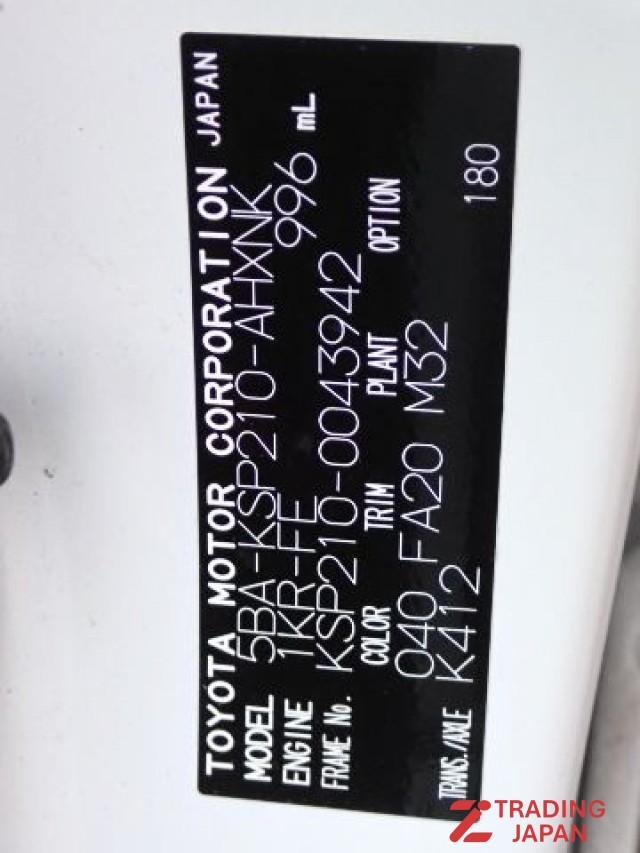 TOYOTA MOTOR CORPORATION JAPAN
MODEL 5BA-KSP210-AHXNK
ENGINE 1KR-FE 996 mL
FRAME No. KSP210-0043942
COLOR TRIM PLANT OPTION
040 FA20 M32
TRANS./AXLE K412 180
TRADING
JAPAN